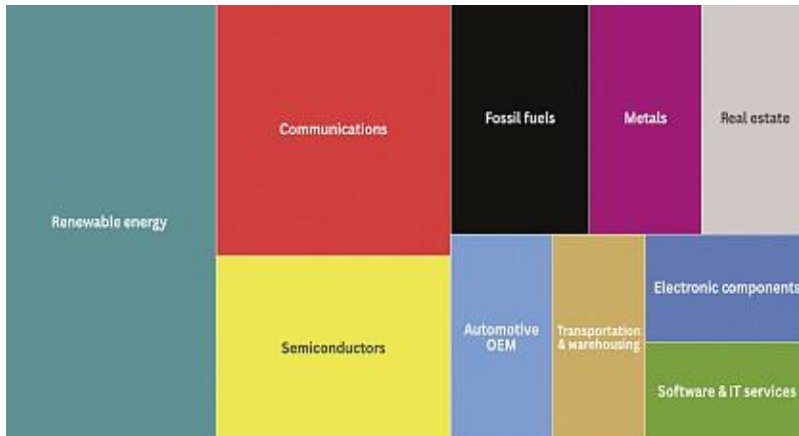 Renewable energy
Communications
Semiconductors
Fossil fuels
Metals
Real estate
Automotive
OEM
Transportation
& warehousing
Electronic components
Software & IT services